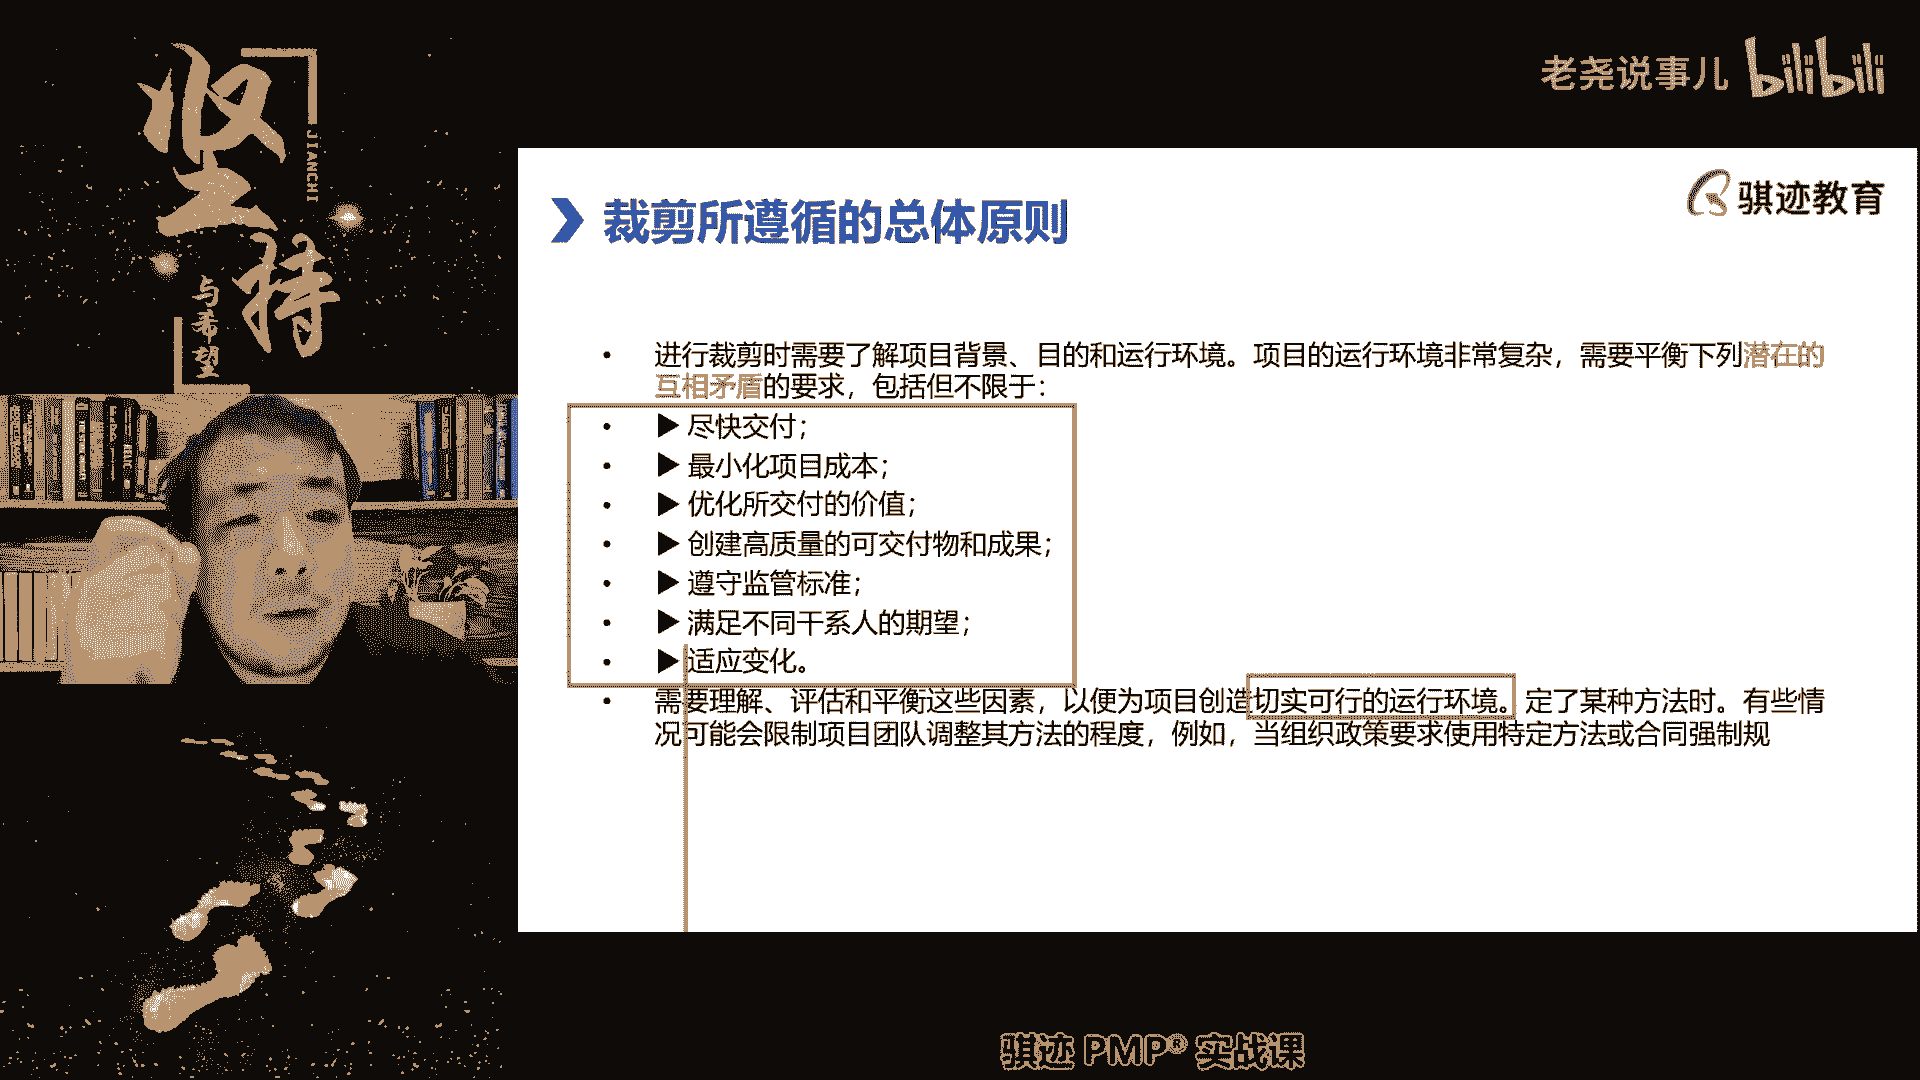 坚持
JIANCHI
与希望
老尧说事儿 bilibili
骐迹教育
裁剪所遵循的总体原则
• 进行裁剪时需要了解项目背景、目的和运行环境。项目的运行环境非常复杂，需要平衡下列潜在的
互相矛盾的要求，包括但不限于：
• ▶ 尽快交付；
• ▶ 最小化项目成本；
• ▶ 优化所交付的价值；
• ▶ 创建高质量的可交付物和成果；
• ▶ 遵守监管标准；
• ▶ 满足不同干系人的期望；
• ▶ 适应变化。
• 需要理解、评估和平衡这些因素，以便为项目创造切实可行的运行环境。定了某种方法时。有些情
况可能会限制项目团队调整其方法的程度，例如，当组织政策要求使用特定方法或合同强制规
骐迹 PMP® 实战课